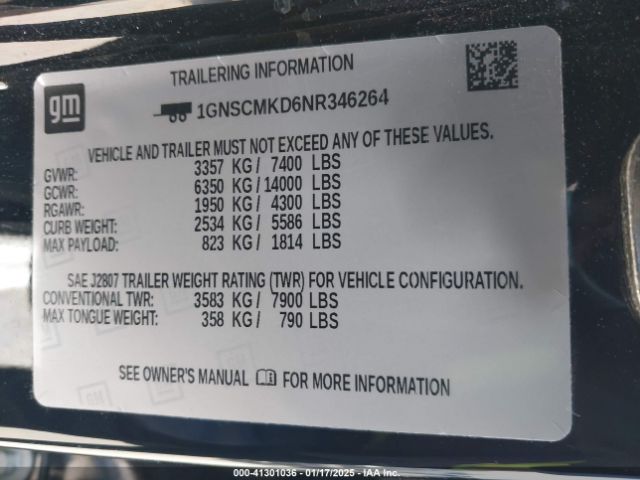 gm
TRAILERING INFORMATION
1GNSCMKD6NR346264
VEHICLE AND TRAILER MUST NOT EXCEED ANY OF THESE VALUES.
GVWR: 3357 KG / 7400 LBS
GCWR: 6350 KG / 14000 LBS
RGAWR: 1950 KG / 4300 LBS
CURB WEIGHT: 2534 KG / 5586 LBS
MAX PAYLOAD: 823 KG / 1814 LBS
SAE J2807 TRAILER WEIGHT RATING (TWR) FOR VEHICLE CONFIGURATION.
CONVENTIONAL TWR: 3583 KG / 7900 LBS
MAX TONGUE WEIGHT: 358 KG / 790 LBS
SEE OWNER'S MANUAL FOR MORE INFORMATION
000-41301036 - 01/17/2025 - IAA Inc.